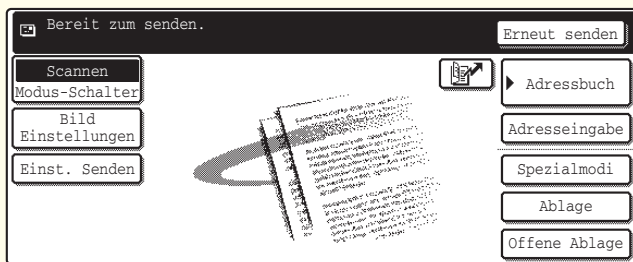 Bereit zum senden.
Erneut senden
Scannen
Modus-Schalter
Bild
Einstellungen
Einst. Senden
Adressbuch
Adresseingabe
Spezialmodi
Ablage
Offene Ablage